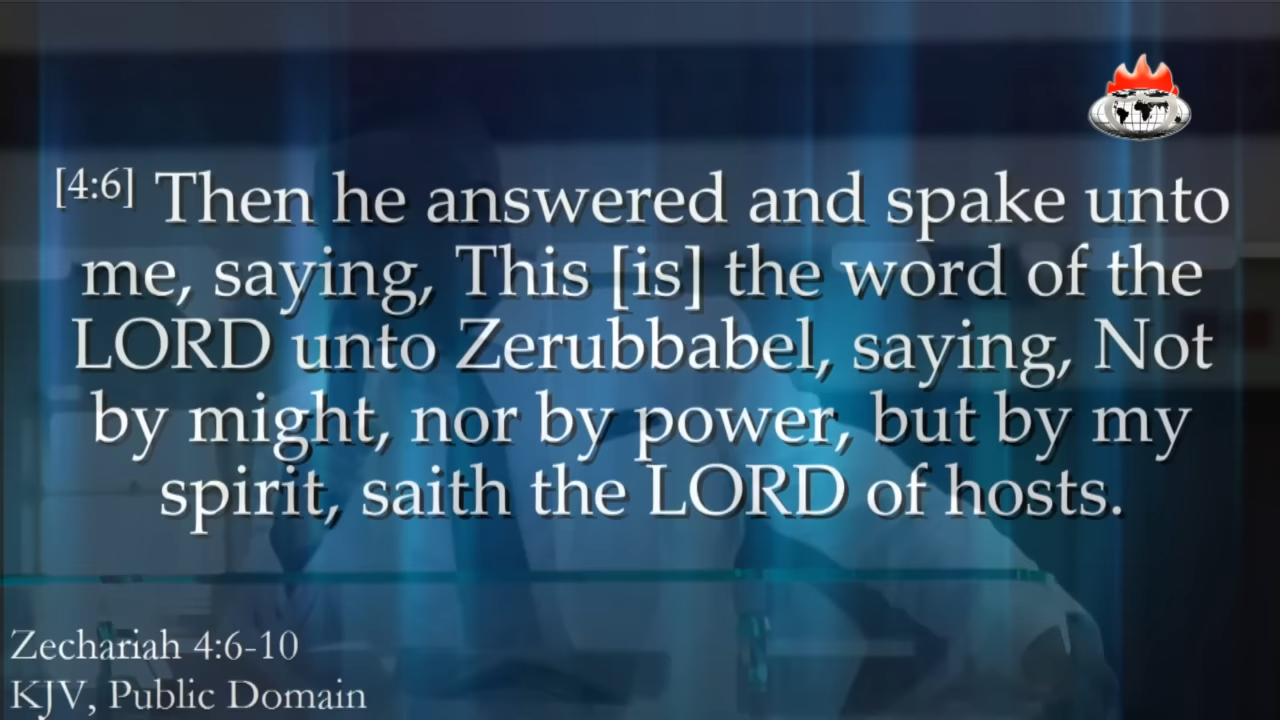 [4:6] Then he answered and spake unto
me, saying, This [is] the word of the
LORD unto Zerubbabel, saying, Not
by might, nor by power, but by my
spirit, saith the LORD of hosts.
Zechariah 4:6-10
KJV, Public Domain